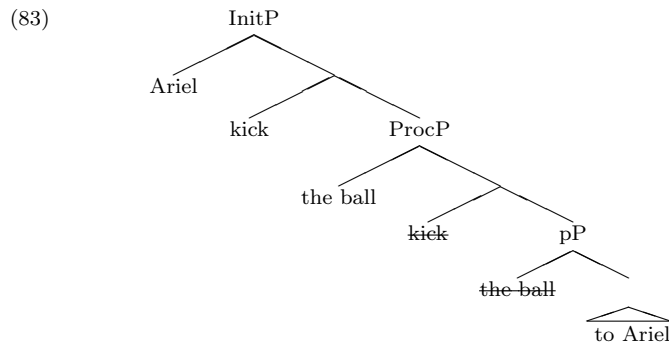 (83) InitP
Ariel
kick
ProcP
the ball
kick
pP
the ball
to Ariel